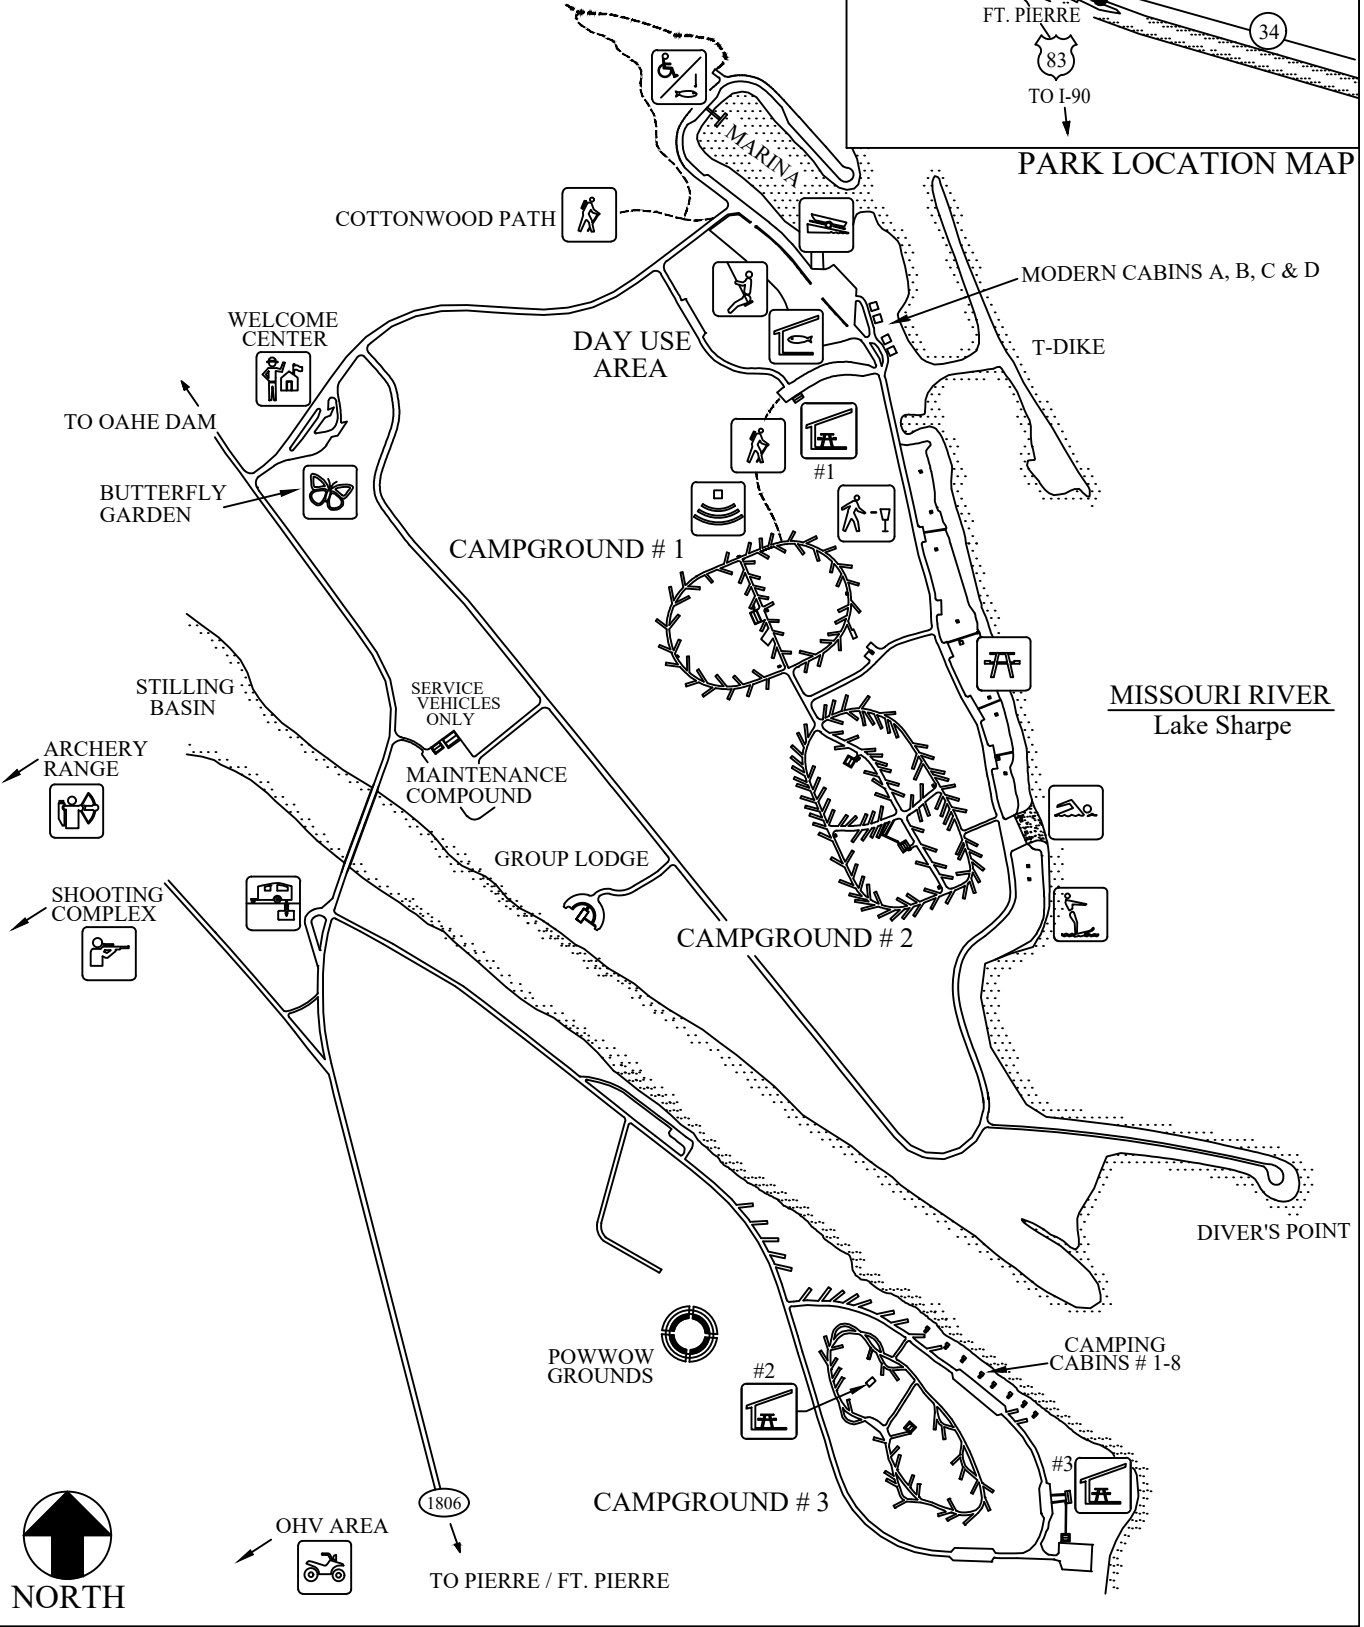 FT. PIERRE
34
83
TO I-90
PARK LOCATION MAP
MARINA
COTTONWOOD PATH
MODERN CABINS A, B, C & D
WELCOME
CENTER
DAY USE
AREA
T-DIKE
TO OAHE DAM
#1
BUTTERFLY
GARDEN
CAMPGROUND # 1
STILLING
BASIN
SERVICE
VEHICLES
ONLY
MISSOURI RIVER
Lake Sharpe
ARCHERY
RANGE
MAINTENANCE
COMPOUND
GROUP LODGE
SHOOTING
COMPLEX
CAMPGROUND # 2
DIVER'S POINT
POWWOW
GROUNDS
#2
CAMPING
CABINS # 1-8
#3
CAMPGROUND # 3
1806
OHV AREA
TO PIERRE / FT. PIERRE
NORTH